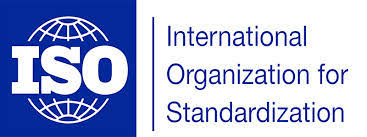 ISO
International
Organization for
Standardization